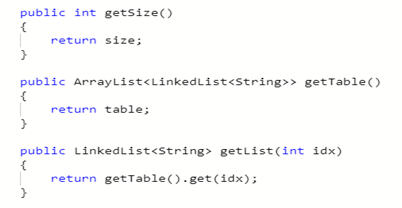 public int getSize()
{
    return size;
}
public ArrayList<LinkedList<String>> getTable()
{
    return table;
}
public LinkedList<String> getList(int idx)
{
    return getTable().get(idx);
}